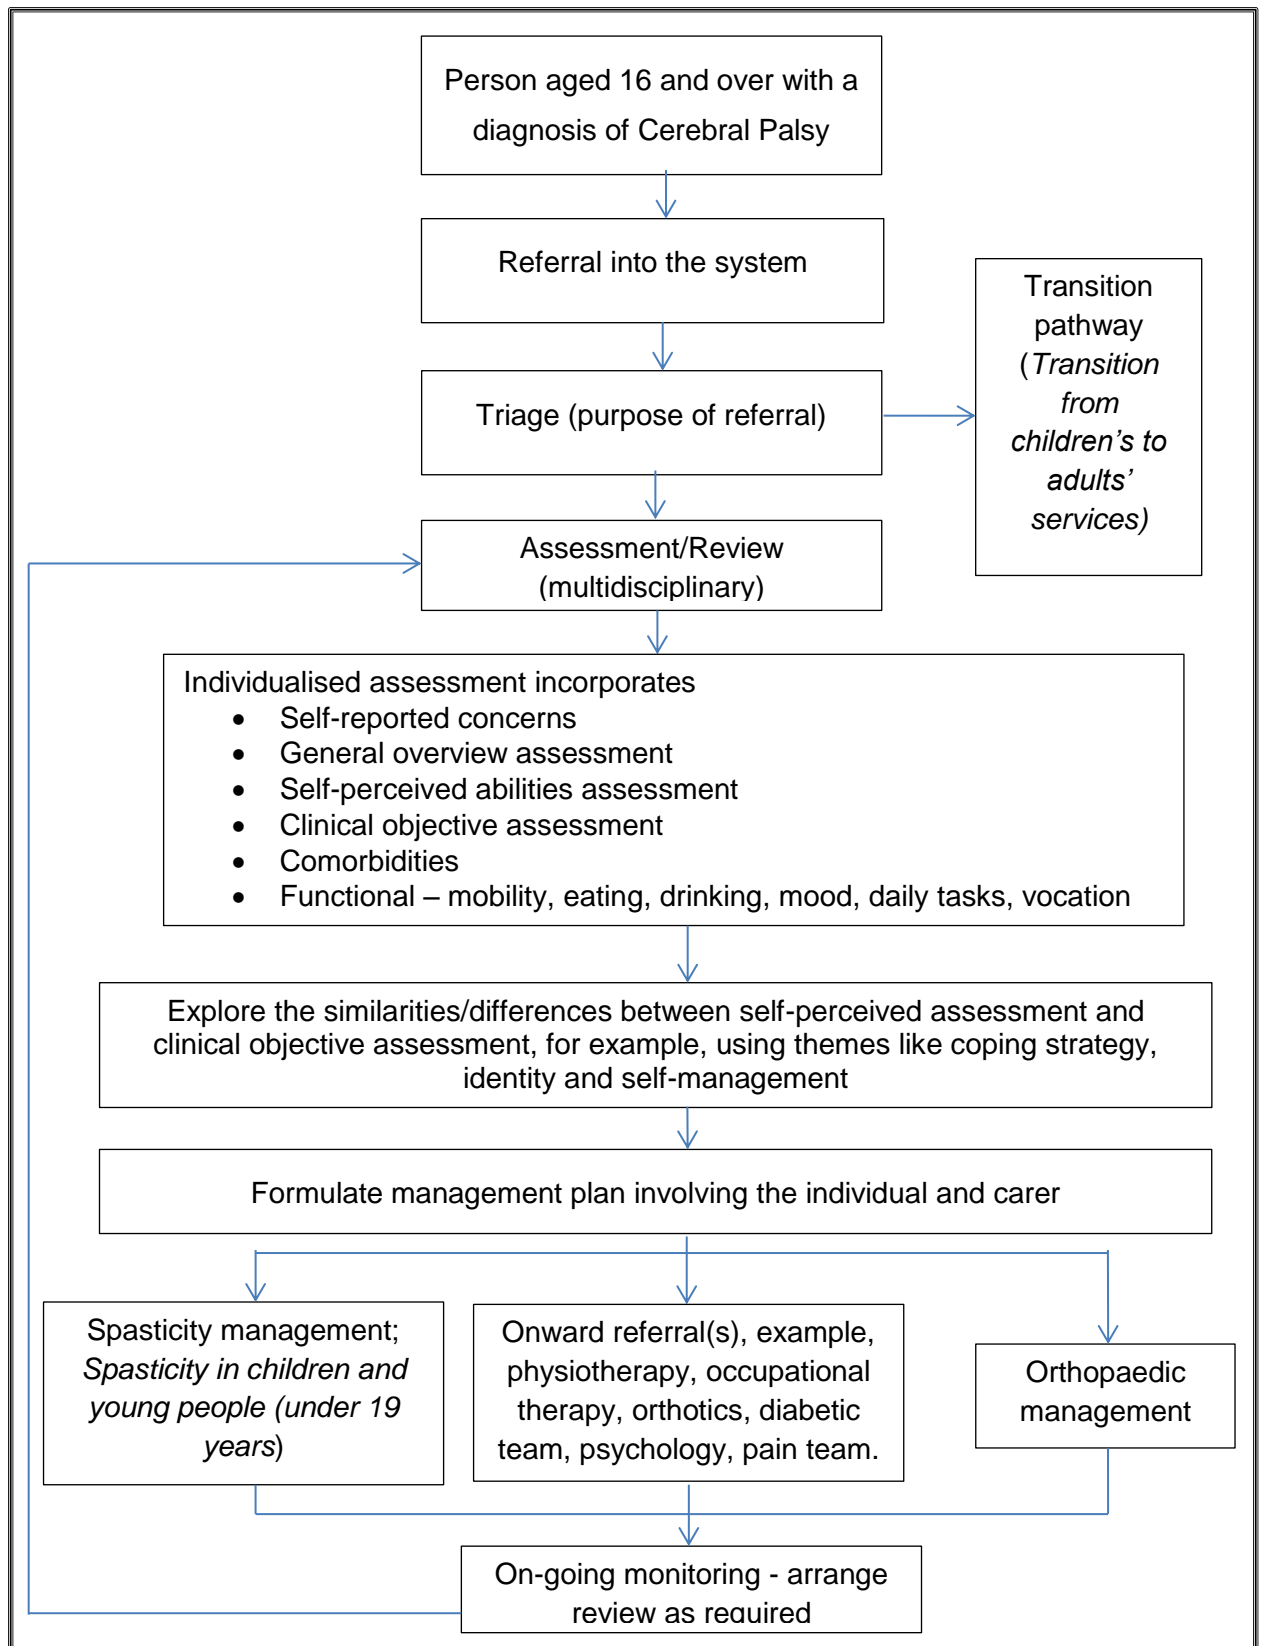 Person aged 16 and over with a
diagnosis of Cerebral Palsy
Referral into the system
Triage (purpose of referral)
Transition
pathway
(Transition
from
children’s to
adults’
services)
Assessment/Review
(multidisciplinary)
Individualised assessment incorporates
• Self-reported concerns
• General overview assessment
• Self-perceived abilities assessment
• Clinical objective assessment
• Comorbidities
• Functional – mobility, eating, drinking, mood, daily tasks, vocation
Explore the similarities/differences between self-perceived assessment and
clinical objective assessment, for example, using themes like coping strategy,
identity and self-management
Formulate management plan involving the individual and carer
Spasticity management;
Spasticity in children and
young people (under 19
years)
Onward referral(s), example,
physiotherapy, occupational
therapy, orthotics, diabetic
team, psychology, pain team.
Orthopaedic
management
On-going monitoring - arrange
review as required